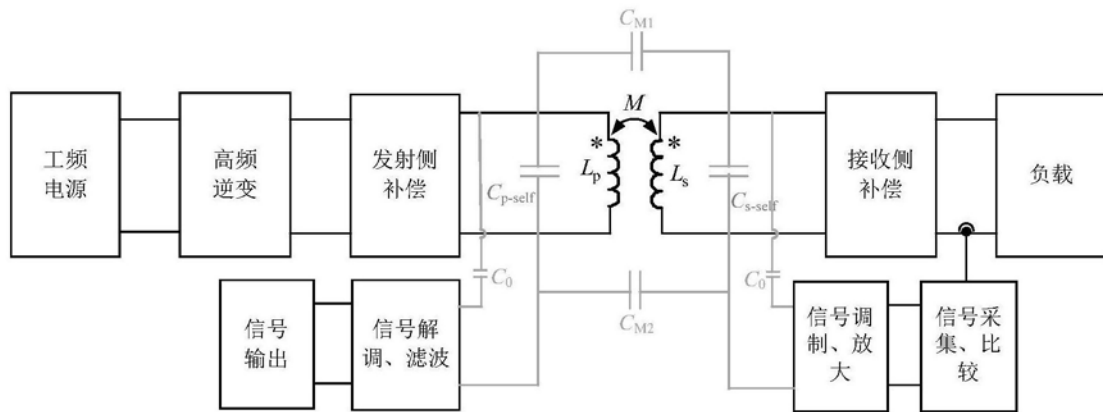 C_M1
M
* *
工频
电源
高频
逆变
发射侧
补偿
L_p
L_s
C_p-self
C_s-self
接收侧
补偿
负载
C_0
C_0
C_M2
信号
输出
信号解
调、滤波
信号调
制、放
大
信号采
集、比
较